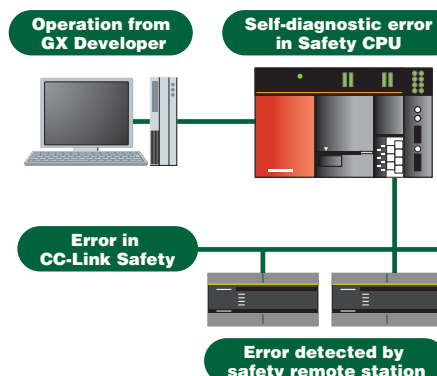 Operation from
GX Developer
Self-diagnostic error
in Safety CPU
Error in
CC-Link Safety
Error detected by
safety remote station